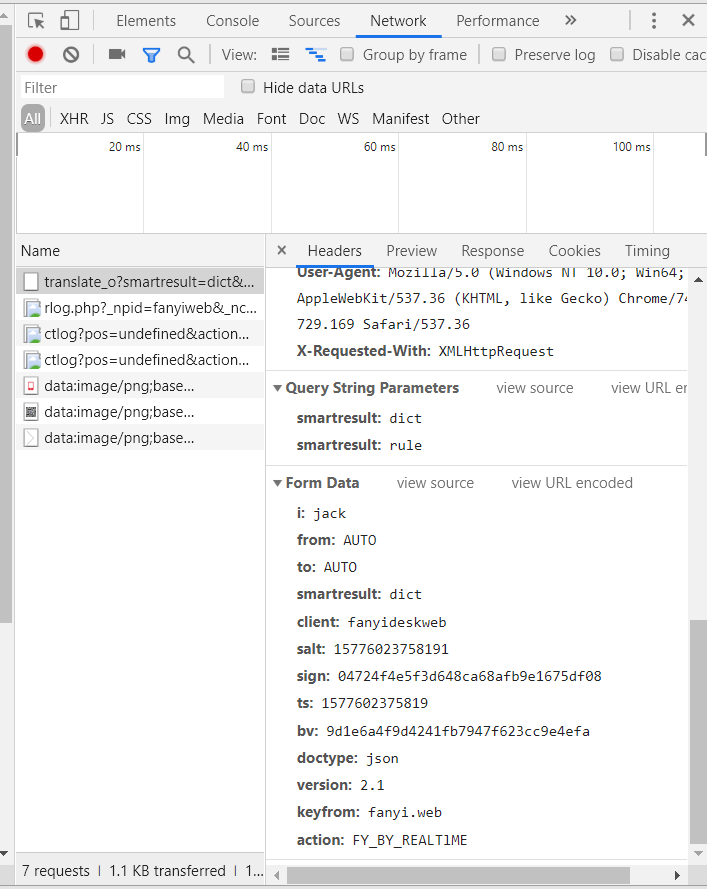 Elements Console Sources Network Performance »
View: Group by frame Preserve log Disable cac
Filter Hide data URLs
All XHR JS CSS Img Media Font Doc WS Manifest Other
20 ms 40 ms 60 ms 80 ms 100 ms
Name
translate_o?smartresult=dict&...
rlog.php?_npid=fanyiweb&_nc...
ctlog?pos=undefined&action...
ctlog?pos=undefined&action...
data:image/png;base...
data:image/png;base...
data:image/png;base...
7 requests | 1.1 KB transferred | 1...
× Headers Preview Response Cookies Timing
User-Agent: Mozilla/5.0 (Windows NT 10.0; Win64;
AppleWebKit/537.36 (KHTML, like Gecko) Chrome/74
729.169 Safari/537.36
X-Requested-With: XMLHttpRequest
Query String Parameters view source view URL en
smartresult: dict
smartresult: rule
Form Data view source view URL encoded
i: jack
from: AUTO
to: AUTO
smartresult: dict
client: fanyideskweb
salt: 15776023758191
sign: 04724f4e5f3d648ca68afb9e1675df08
ts: 1577602375819
bv: 9d1e6a4f9d4241fb7947f623cc9e4efa
doctype: json
version: 2.1
keyfrom: fanyi.web
action: FY_BY_REALTlME